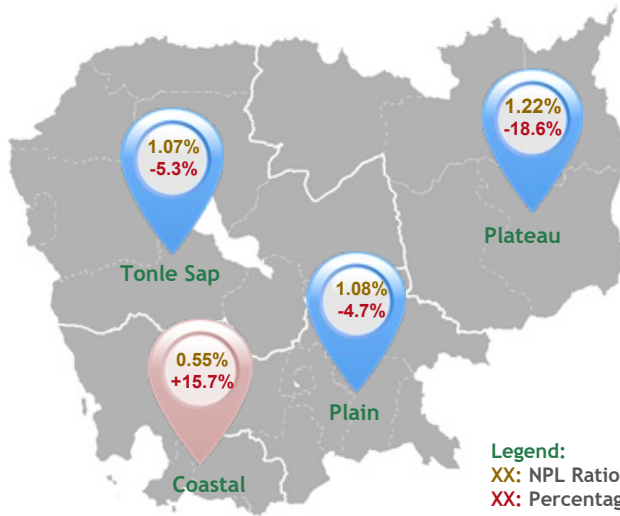 1.22%
-18.6%
Plateau
1.07%
-5.3%
Tonle Sap
1.08%
-4.7%
Plain
0.55%
+15.7%
Coastal
Legend:
XX: NPL Ratio
XX: Percentag